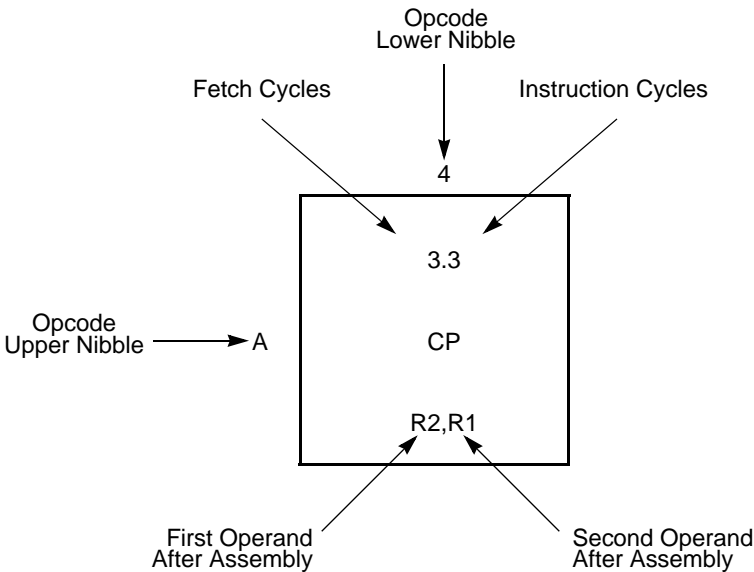 Opcode
Lower Nibble
Fetch Cycles
Instruction Cycles
4
3.3
Opcode
Upper Nibble
A
CP
R2,R1
First Operand
After Assembly
Second Operand
After Assembly